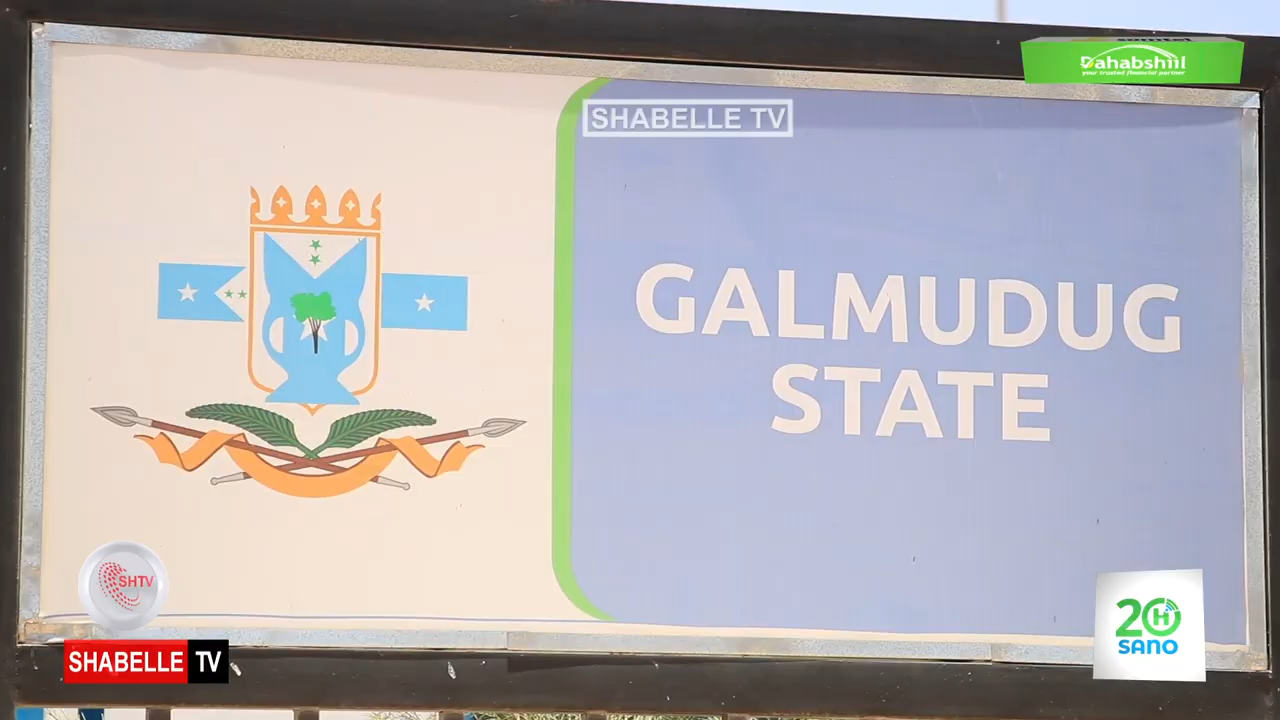 Dahabshiil
your trusted financial partner
SHABELLE TV
GALMUDUG
STATE
SHTV
SHABELLE TV
20 H
SANO